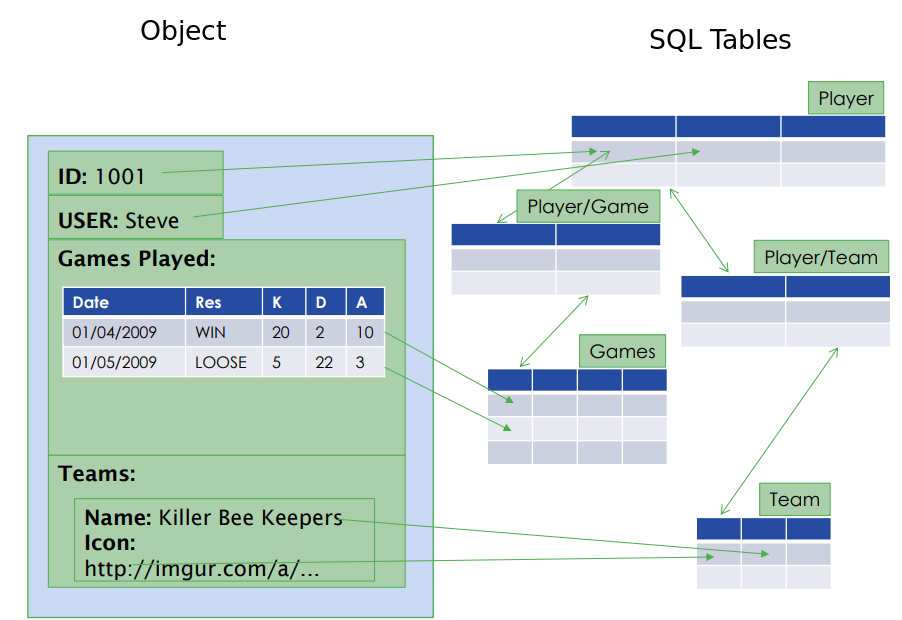 Object
SQL Tables
Player
ID: 1001
USER: Steve
Player/Game
Games Played:
Player/Team
Date Res K D A
01/04/2009 WIN 20 2 10
01/05/2009 LOOSE 5 22 3
Games
Teams:
Name: Killer Bee Keepers
Icon:
http://imgur.com/a/...
Team